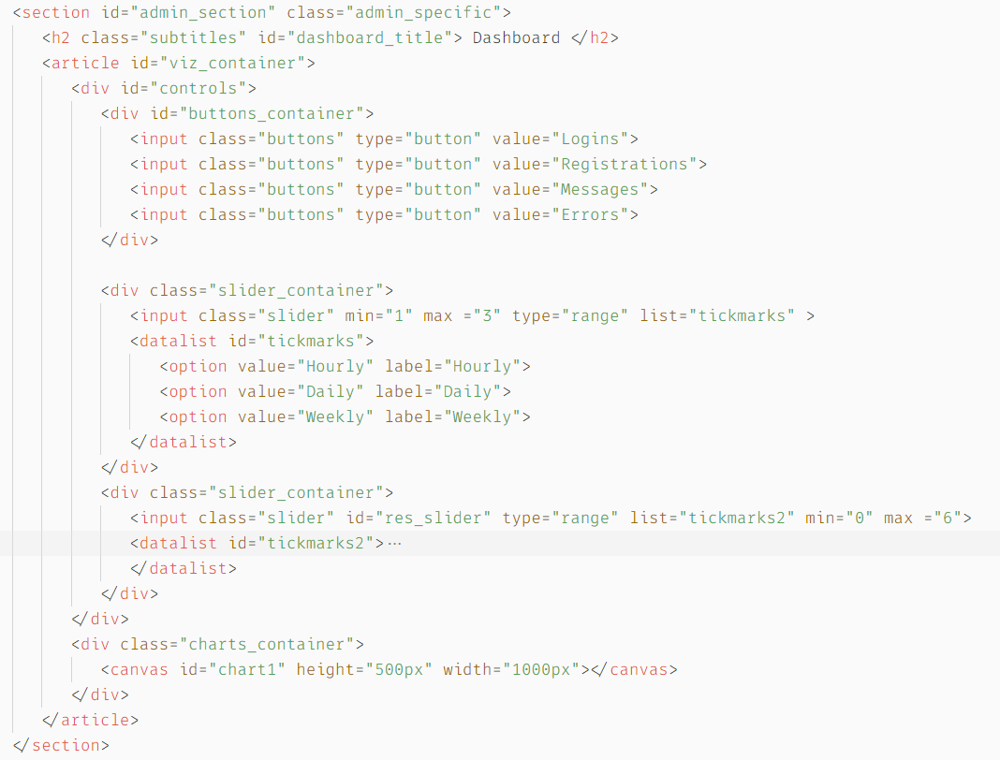 <section id="admin_section" class="admin_specific">
<h2 class="subtitles" id="dashboard_title"> Dashboard </h2>
<article id="viz_container">
<div id="controls">
<div id="buttons_container">
<input class="buttons" type="button" value="Logins">
<input class="buttons" type="button" value="Registrations">
<input class="buttons" type="button" value="Messages">
<input class="buttons" type="button" value="Errors">
</div>
<div class="slider_container">
<input class="slider" min="1" max ="3" type="range" list="tickmarks" >
<datalist id="tickmarks">
<option value="Hourly" label="Hourly">
<option value="Daily" label="Daily">
<option value="Weekly" label="Weekly">
</datalist>
</div>
<div class="slider_container">
<input class="slider" id="res_slider" type="range" list="tickmarks2" min="0" max ="6">
<datalist id="tickmarks2">···
</datalist>
</div>
</div>
<div class="charts_container">
<canvas id="chart1" height="500px" width="1000px"></canvas>
</div>
</article>
</section>